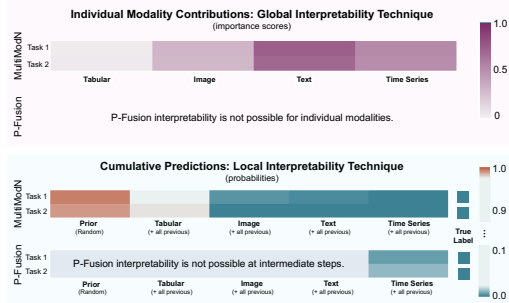 Individual Modality Contributions: Global Interpretability Technique
(importance scores)
MultiModN
Task 1
Task 2
Tabular Image Text Time Series
1.0
0.5
0
P-Fusion
P-Fusion interpretability is not possible for individual modalities.
Cumulative Predictions: Local Interpretability Technique
(probabilities)
MultiModN
Task 1
Task 2
Prior Tabular Image Text Time Series
(Random) (+ all previous) (+ all previous) (+ all previous) (+ all previous)
True
Label
1.0
0.9
⋮
0.1
0.0
P-Fusion
Task 1
Task 2
P-Fusion interpretability is not possible at intermediate steps.
Prior Tabular Image Text Time Series
(Random) (+ all previous) (+ all previous) (+ all previous) (+ all previous)